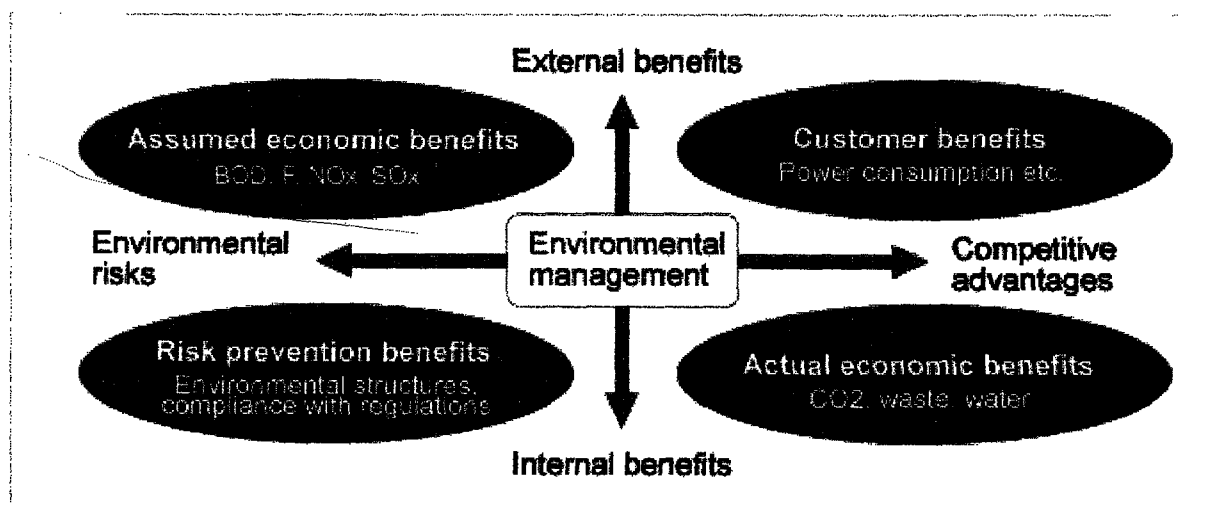 External benefits
Assumed economic benefits
BOD, P, NOx, SOx
Customer benefits
Power consumption etc.
Environmental
risks
Environmental
management
Competitive
advantages
Risk prevention benefits
Environmental structures,
compliance with regulations
Actual economic benefits
CO2, waste, water
Internal benefits